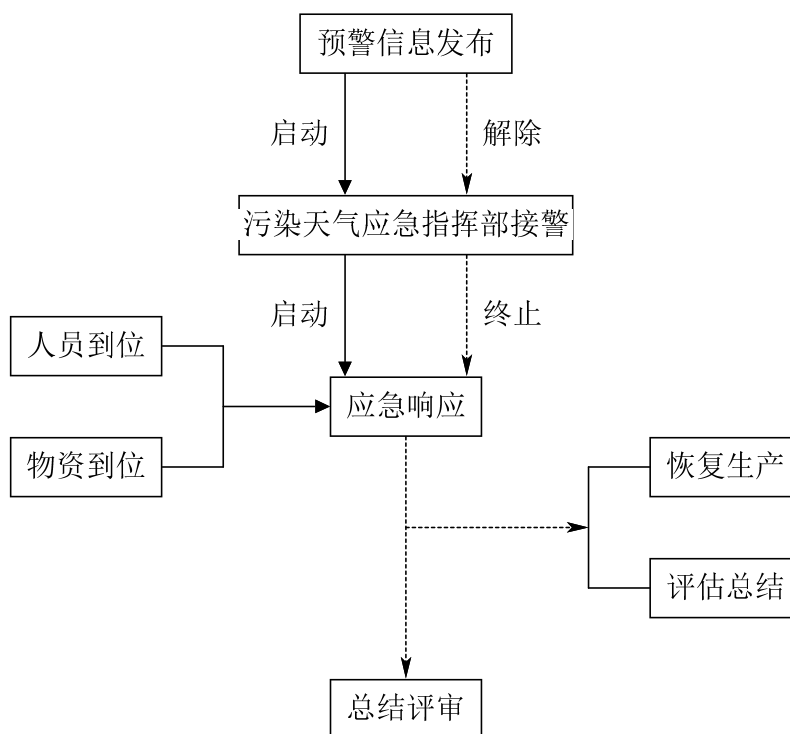 预警信息发布
启动
解除
污染天气应急指挥部接警
启动
终止
人员到位
应急响应
物资到位
恢复生产
评估总结
总结评审